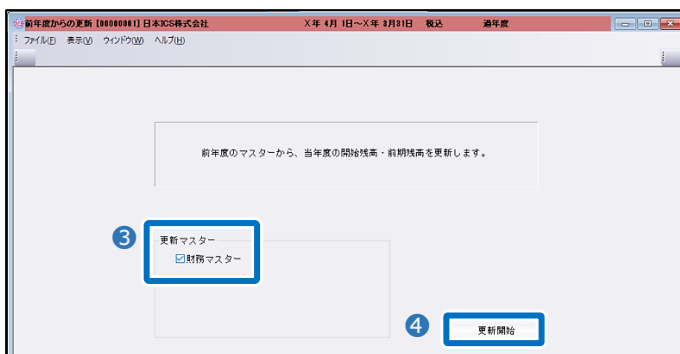 前年度からの更新 [00000001] 日本ICS株式会社 X年 4月 1日～X年 3月31日 税込 過年度
ファイル(F) 表示(V) ウィンドウ(W) ヘルプ(H)
前年度のマスターから、当年度の開始残高・前期残高を更新します。
3
更新マスター
財務マスター
4
更新開始